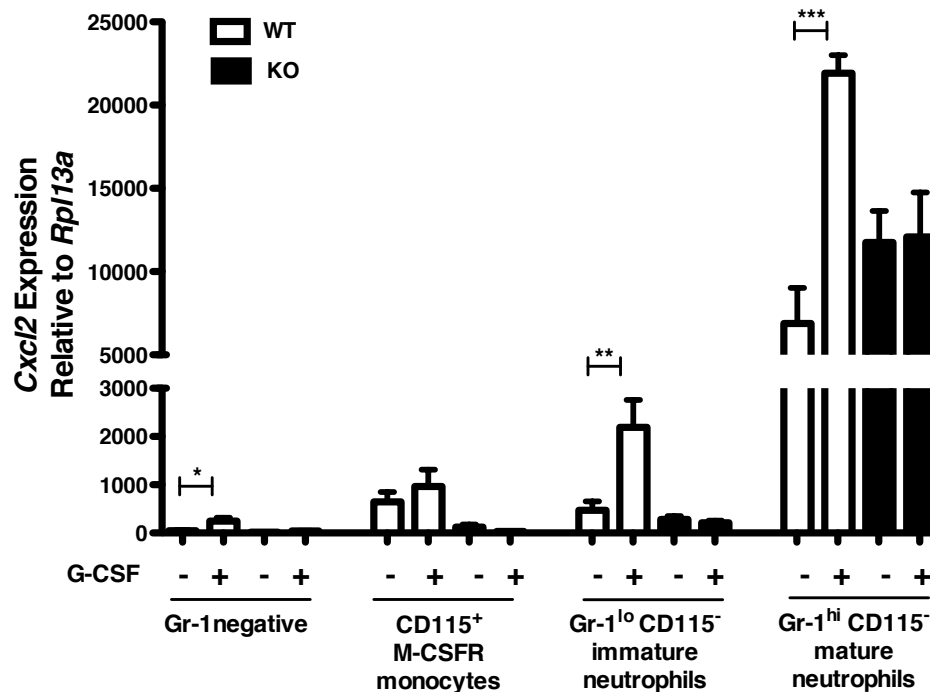 25000
20000
15000
10000
5000
3000
2000
1000
0
Cxcl2 Expression
Relative to Rpl13a
WT
KO
*
**
***
G-CSF - + - + - + - + - + - + - + - +
Gr-1negative
CD115⁺
M-CSFR
monocytes
Gr-1ˡᵒ CD115⁻
immature
neutrophils
Gr-1ʰⁱ CD115⁻
mature
neutrophils